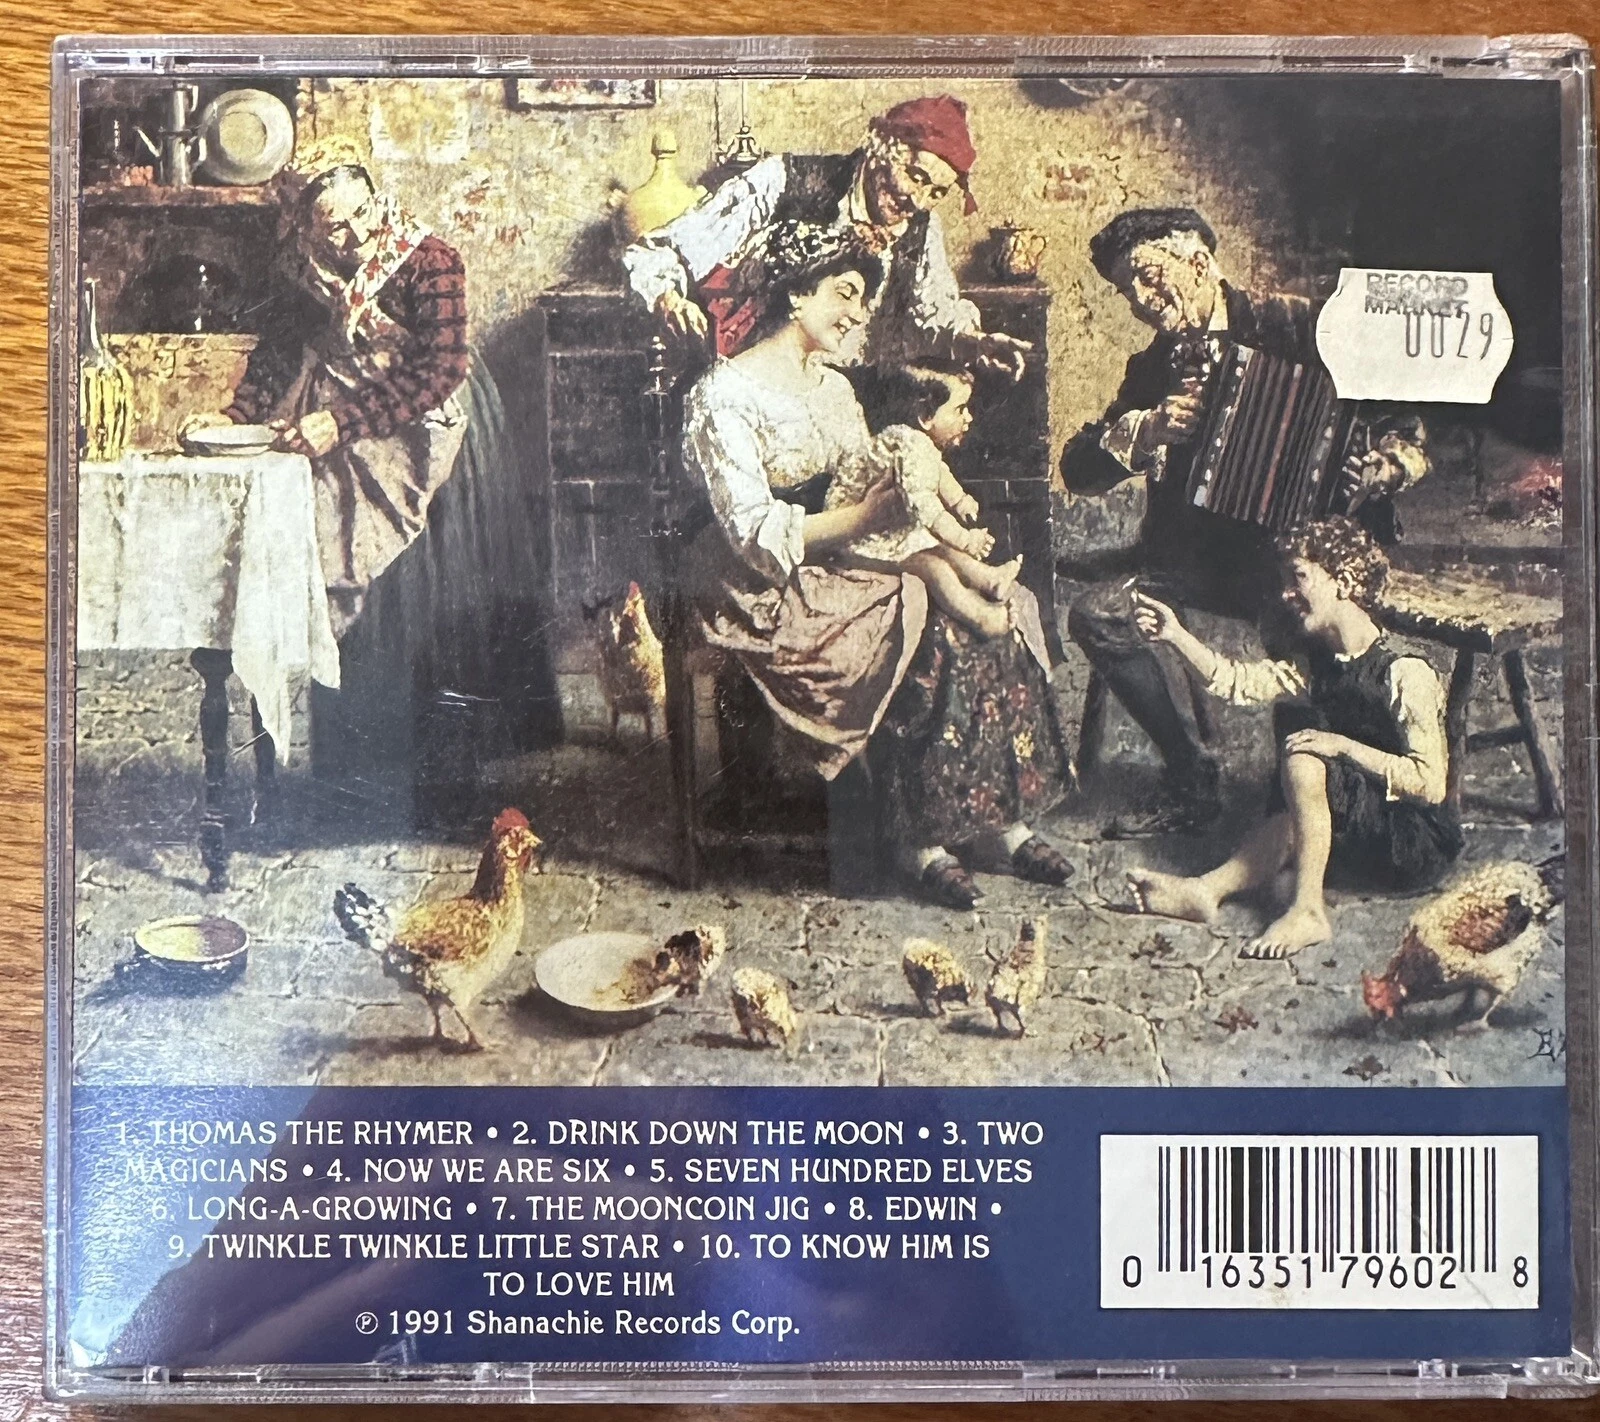 RECORD
MARKET
0029
1. THOMAS THE RHYMER • 2. DRINK DOWN THE MOON • 3. TWO
MAGICIANS • 4. NOW WE ARE SIX • 5. SEVEN HUNDRED ELVES
6. LONG-A-GROWING • 7. THE MOONCOIN JIG • 8. EDWIN •
9. TWINKLE TWINKLE LITTLE STAR • 10. TO KNOW HIM IS
TO LOVE HIM
℗ 1991 Shanachie Records Corp.
0 16351 79602 8